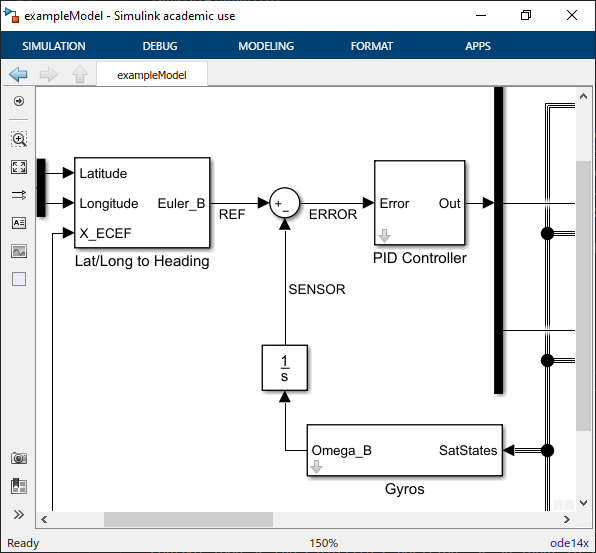 exampleModel - Simulink academic use
SIMULATION DEBUG MODELING FORMAT APPS
exampleModel
Latitude
Longitude Euler_B
X_ECEF
Lat/Long to Heading
REF
+
−
ERROR
Error Out
PID Controller
SENSOR
1
s
Omega_B SatStates
Gyros
Ready 150% ode14x